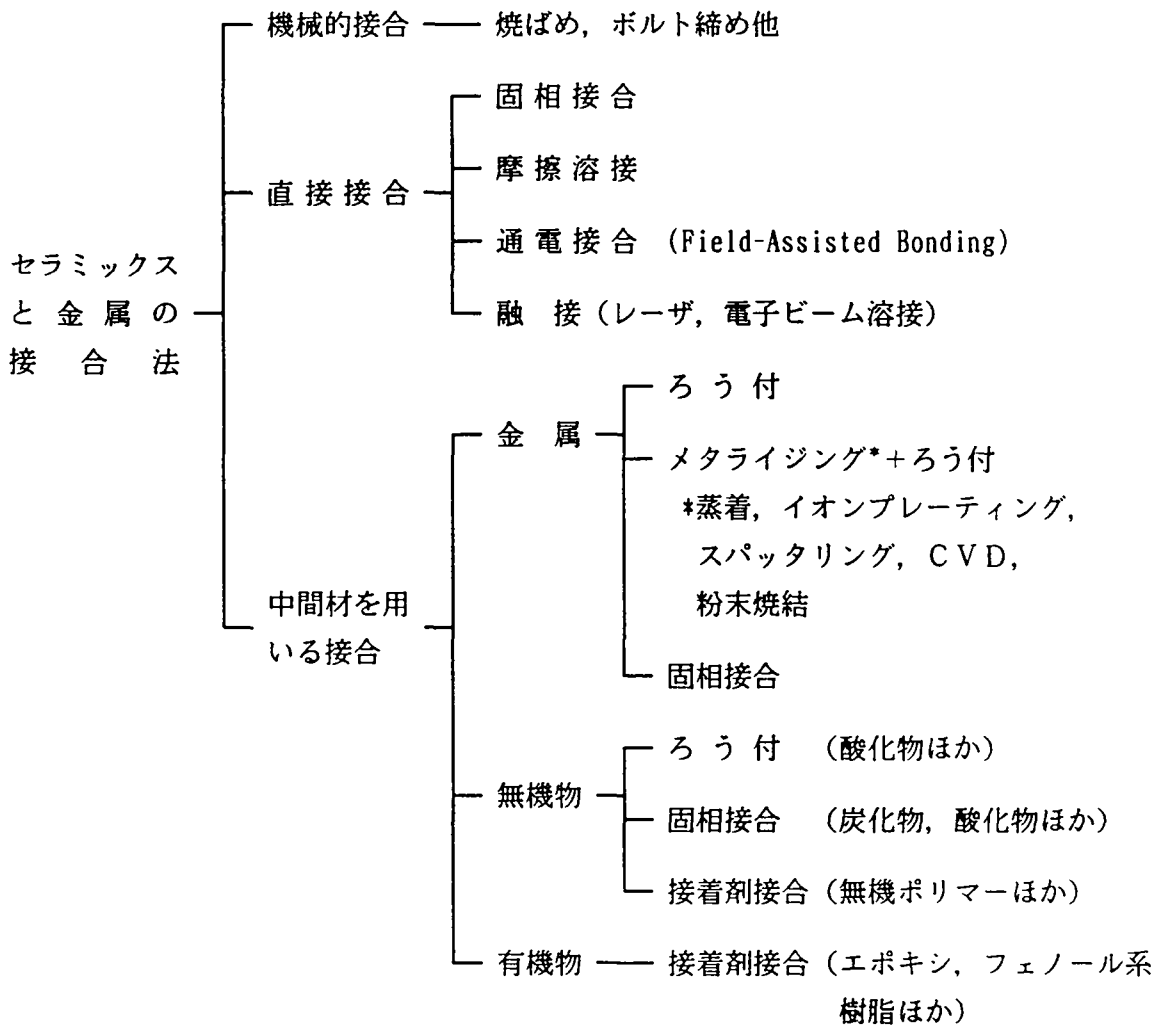 機械的接合 焼ばめ，ボルト締め他
固相接合
摩擦溶接
直接接合
通電接合 (Field-Assisted Bonding)
融 接（レーザ，電子ビーム溶接）
セラミックス
と金属の
接合法
ろう付
金属
メタライジング*＋ろう付
*蒸着，イオンプレーティング，
スパッタリング，ＣＶＤ，
粉末焼結
中間材を用
いる接合
固相接合
ろう付 （酸化物ほか）
無機物
固相接合 （炭化物，酸化物ほか）
接着剤接合（無機ポリマーほか）
有機物 接着剤接合（エポキシ，フェノール系
樹脂ほか）